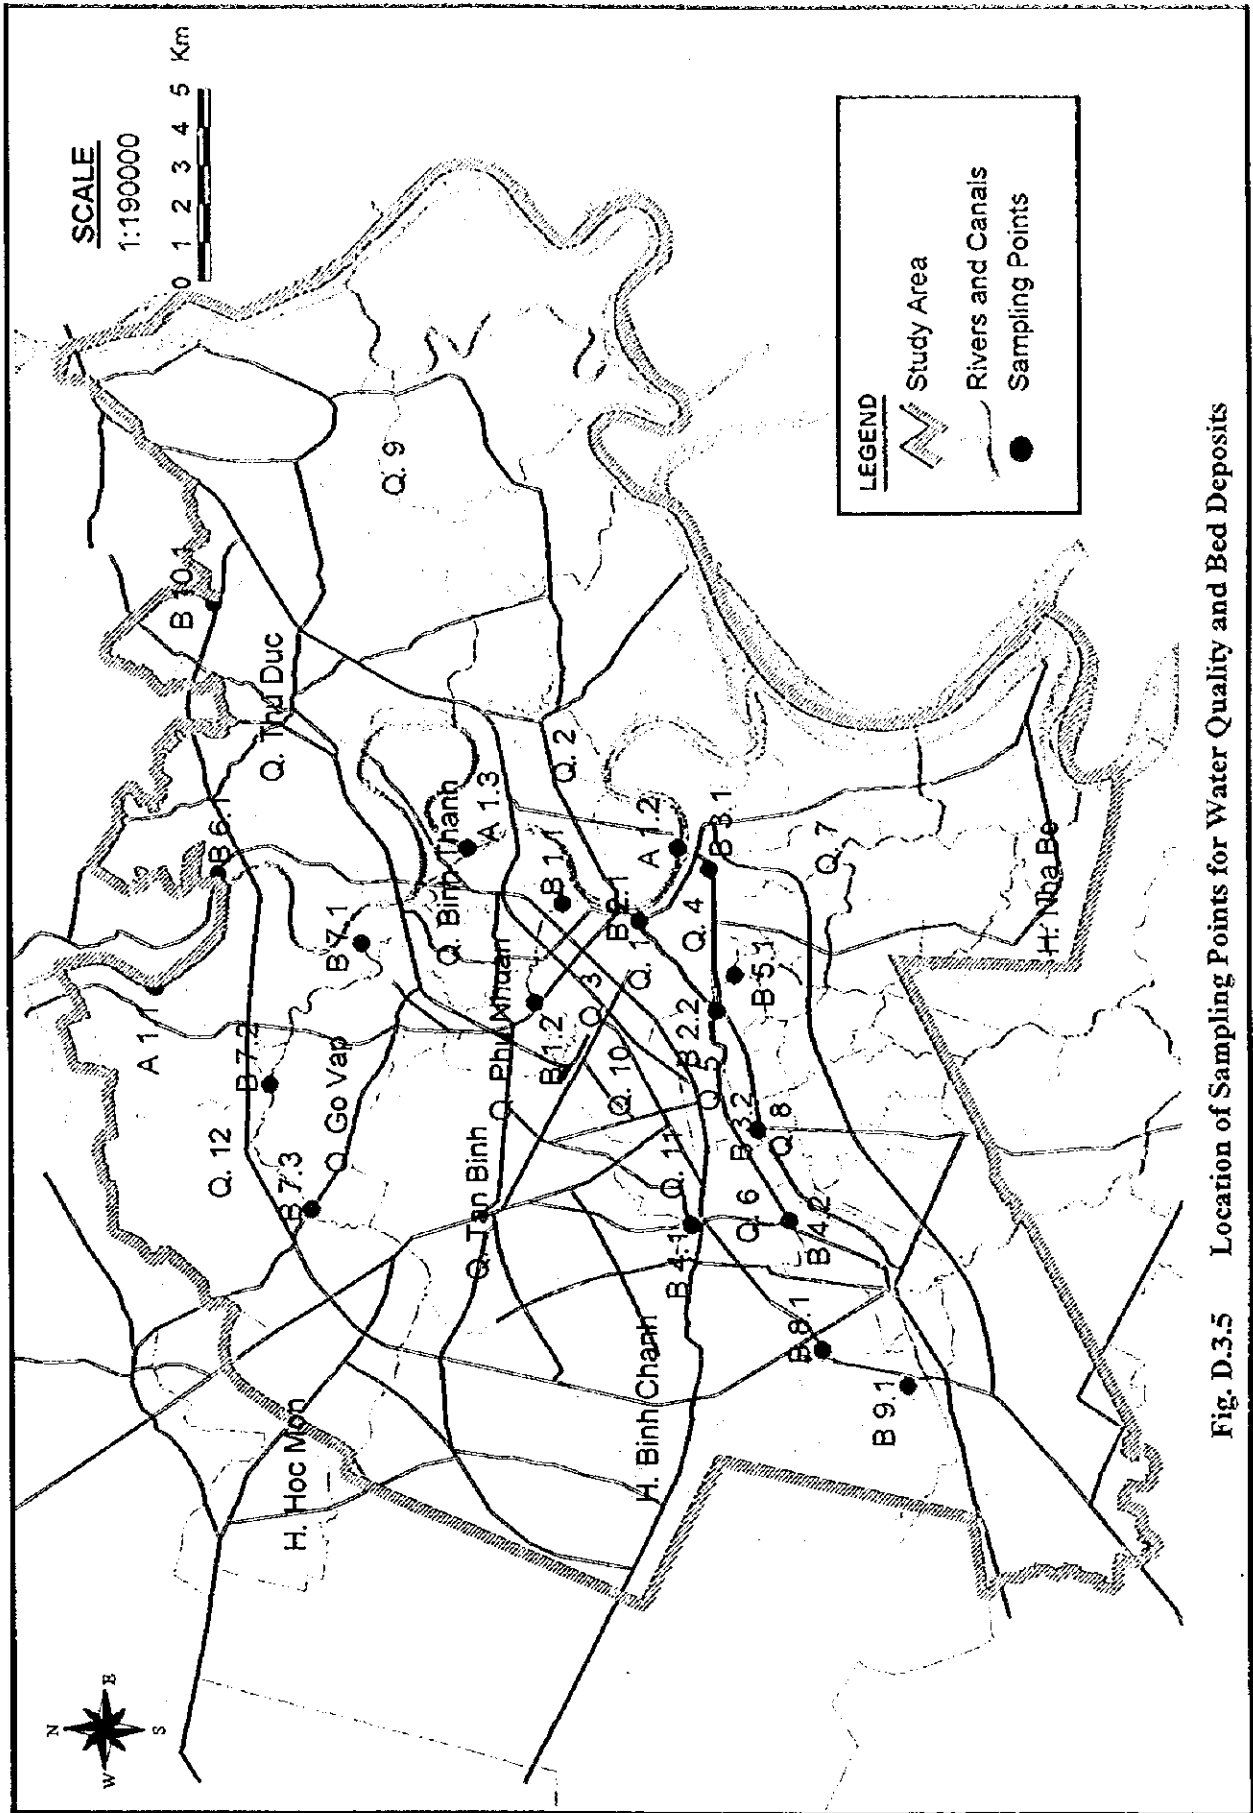 N
W
E
S
SCALE
1:190000
0 1 2 3 4 5 Km
B 10.1
B 6.1
Q. Thu Duc
A 1.1
B 7.1
B 7.2
Q. 12
B 7.3
Q. Go Vap
H. Hoc Mon
Q. 9
Q. Binh Thanh
A 1.3
Q. Phu Nhuan
Q. Tan Binh
B 1.1
B 1.2
Q. 2
Q. 3
Q. 10
B 2.1
Q. 1
A 1.2
B 3.1
Q. 4
B 2.2
Q. 5
Q. 11
B 4.1
H. Binh Chanh
B 5.1
B 3.2
Q. 8
Q. 6
B 4.2
Q. 7
B 8.1
B 9.1
H. Nha Be
LEGEND
Study Area
Rivers and Canals
Sampling Points
Fig. D.3.5 Location of Sampling Points for Water Quality and Bed Deposits